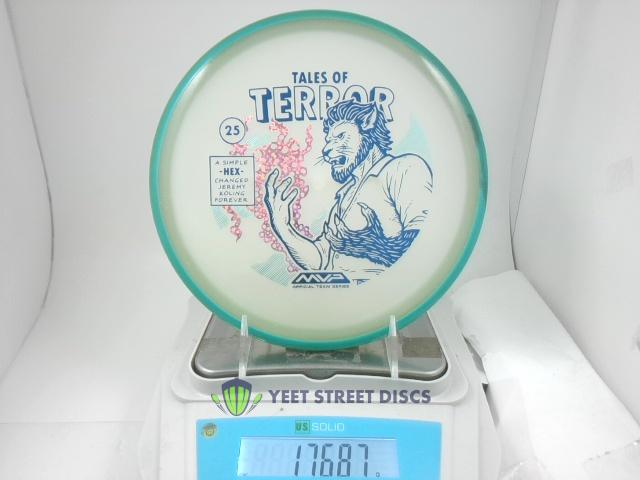 TALES OF
TERROR
25
A SIMPLE
-HEX-
CHANGED
JEREMY
KOLING
FOREVER
MVP
OFFICIAL TEAM SERIES
YEET STREET DISCS
US SOLID
176.87 g